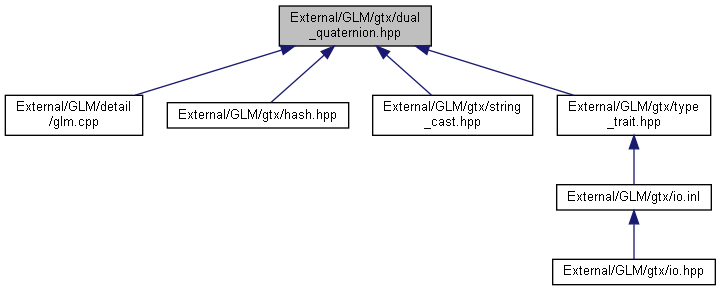 External/GLM/gtx/dual
_quaternion.hpp
External/GLM/detail
/glm.cpp
External/GLM/gtx/hash.hpp
External/GLM/gtx/string
_cast.hpp
External/GLM/gtx/type
_trait.hpp
External/GLM/gtx/io.inl
External/GLM/gtx/io.hpp